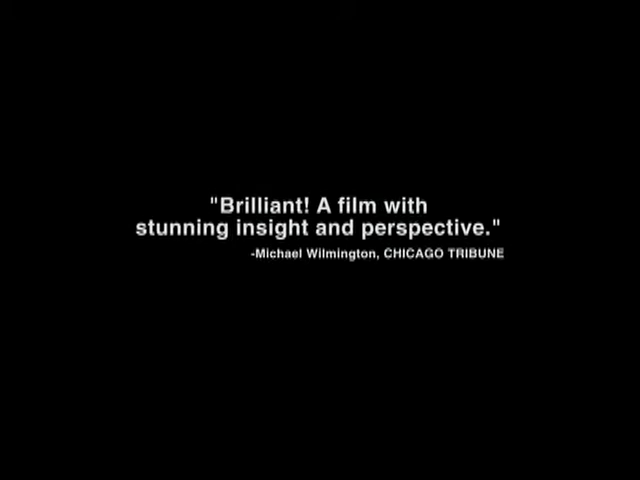 "Brilliant! A film with
stunning insight and perspective."
-Michael Wilmington, CHICAGO TRIBUNE